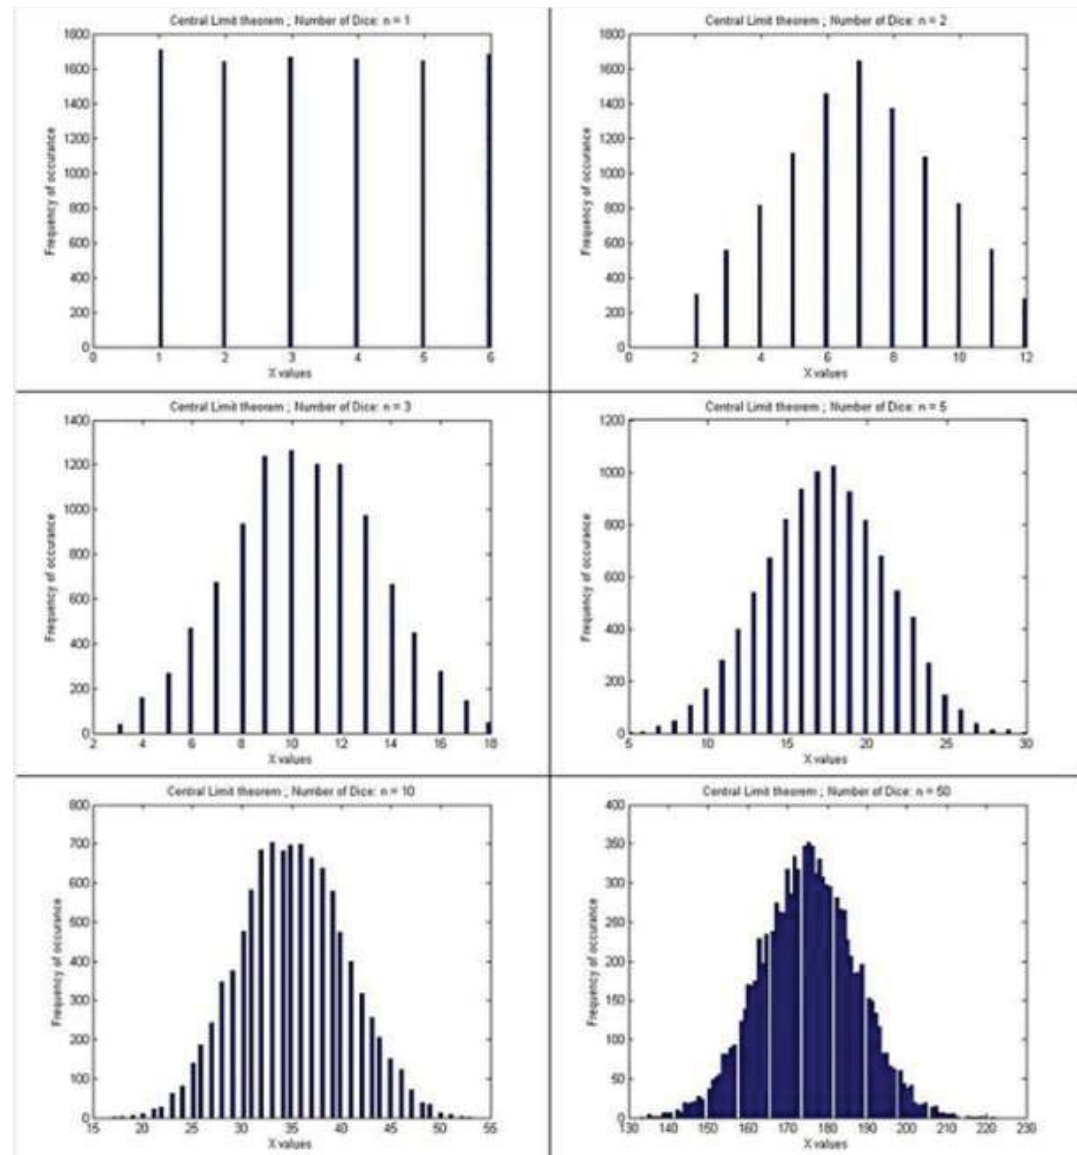 Central Limit theorem ; Number of Dice: n = 1
1800
1600
1400
1200
1000
800
600
400
200
0
Frequency of occurance
0 1 2 3 4 5 6
X values
Central Limit theorem ; Number of Dice: n = 2
1800
1600
1400
1200
1000
800
600
400
200
0
Frequency of occurance
0 2 4 6 8 10 12
X values
Central Limit theorem ; Number of Dice: n = 3
1400
1200
1000
800
600
400
200
0
Frequency of occurance
2 4 6 8 10 12 14 16 18
X values
Central Limit theorem ; Number of Dice: n = 5
1200
1000
800
600
400
200
0
Frequency of occurance
5 10 15 20 25 30
X values
Central Limit theorem ; Number of Dice: n = 10
800
700
600
500
400
300
200
100
0
Frequency of occurance
15 20 25 30 35 40 45 50 55
X values
Central Limit theorem ; Number of Dice: n = 50
400
350
300
250
200
150
100
50
0
Frequency of occurance
130 140 150 160 170 180 190 200 210 220 230
X values